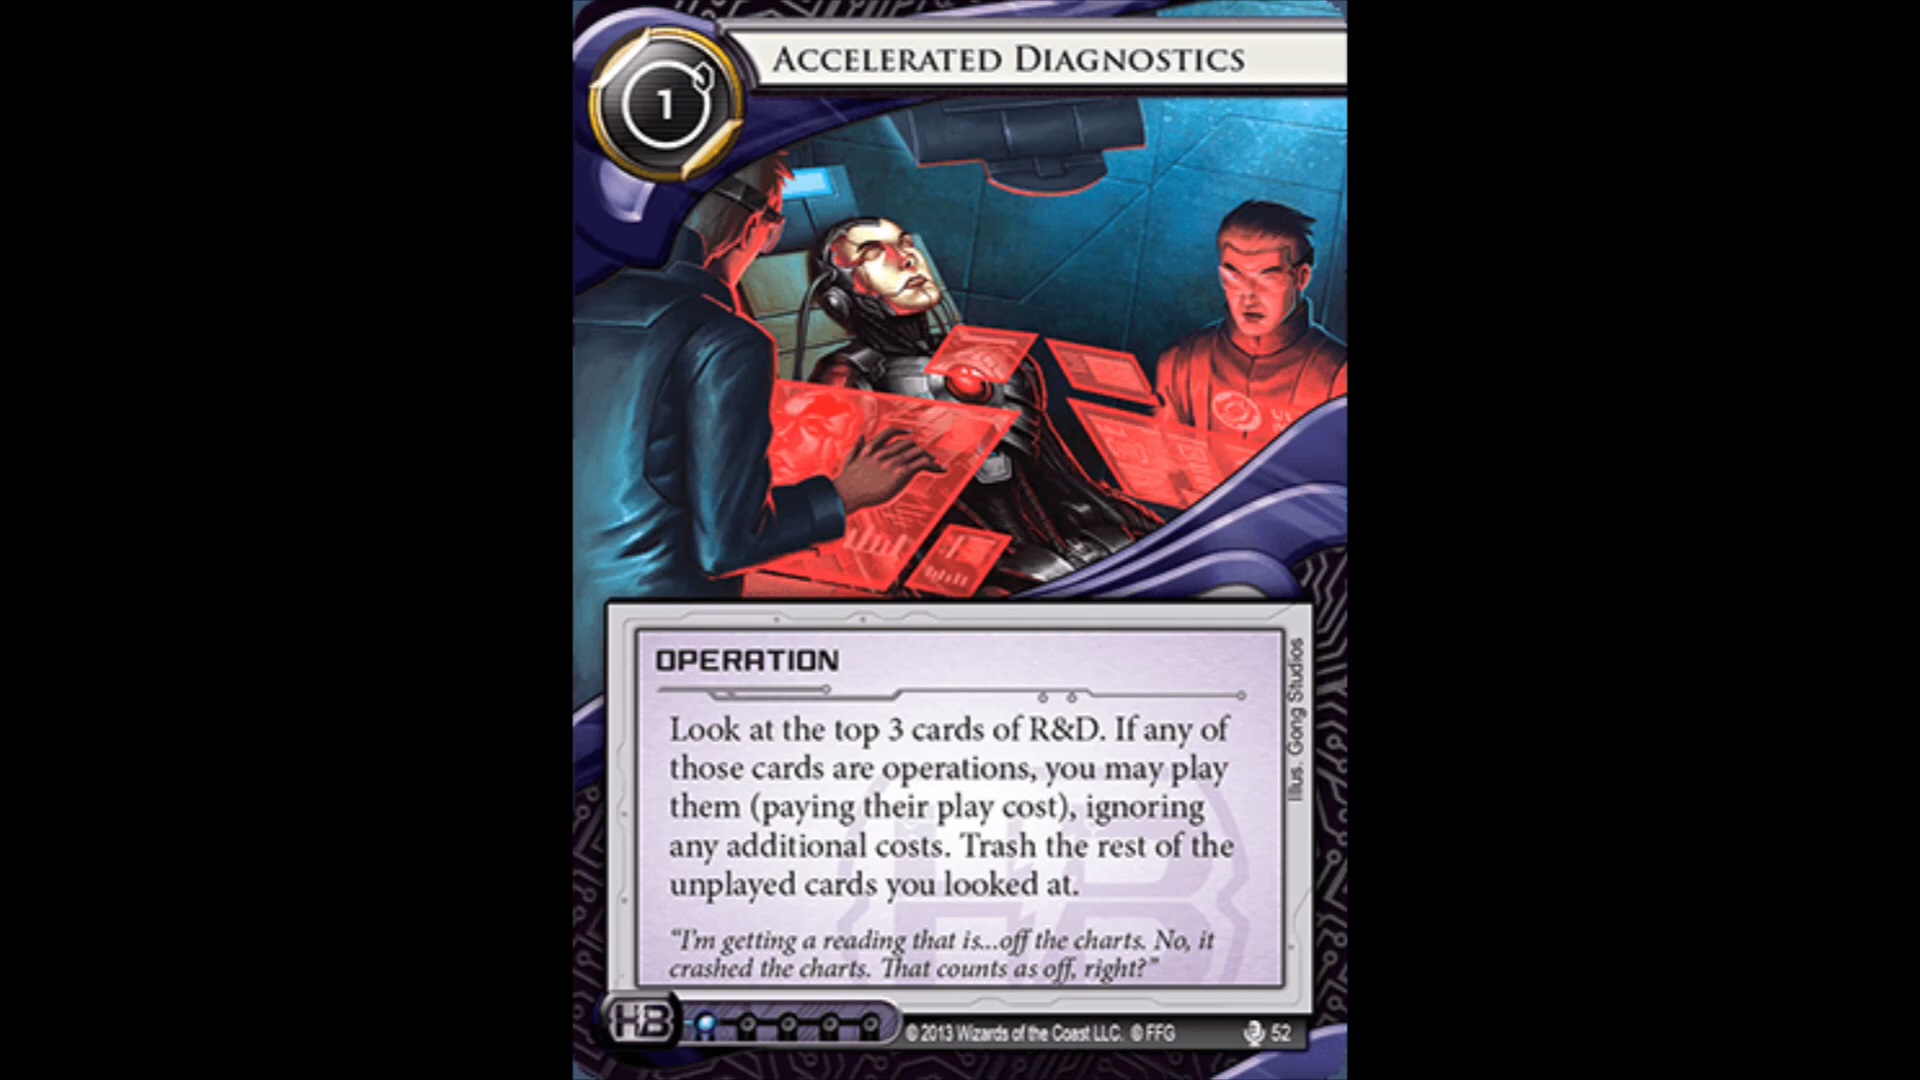 1
ACCELERATED DIAGNOSTICS
OPERATION
Look at the top 3 cards of R&D. If any of
those cards are operations, you may play
them (paying their play cost), ignoring
any additional costs. Trash the rest of the
unplayed cards you looked at.
"I'm getting a reading that is...off the charts. No, it
crashed the charts. That counts as off, right?"
Illus. Gong Studios
HB
© 2013 Wizards of the Coast LLC. © FFG
52